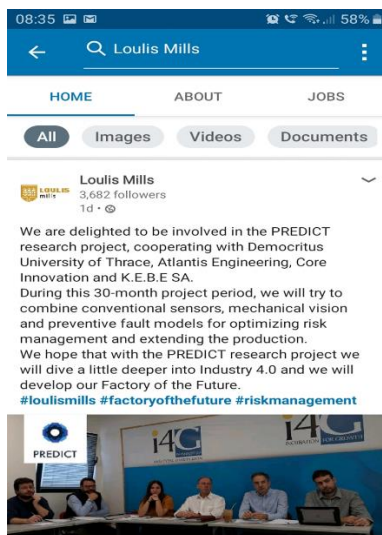 08:35 58%
Loulis Mills
HOME ABOUT JOBS
All Images Videos Documents
Loulis Mills
3,682 followers
1d
LOULIS
mills
We are delighted to be involved in the PREDICT
research project, cooperating with Democritus
University of Thrace, Atlantis Engineering, Core
Innovation and K.E.B.E SA.
During this 30-month project period, we will try to
combine conventional sensors, mechanical vision
and preventive fault models for optimizing risk
management and extending the production.
We hope that with the PREDICT research project we
will dive a little deeper into Industry 4.0 and we will
develop our Factory of the Future.
#loulismills #factoryofthefuture #riskmanagement
PREDICT
i4G
i4G
INCUBATION FOR GROWTH